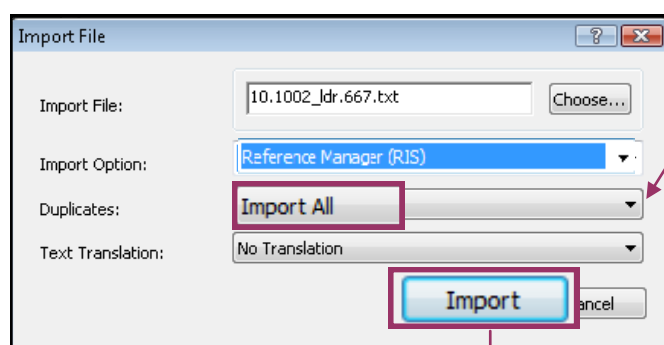 Import File
Import File: 10.1002_ldr.667.txt Choose...
Import Option: Reference Manager (RIS)
Duplicates: Import All
Text Translation: No Translation
Import ancel